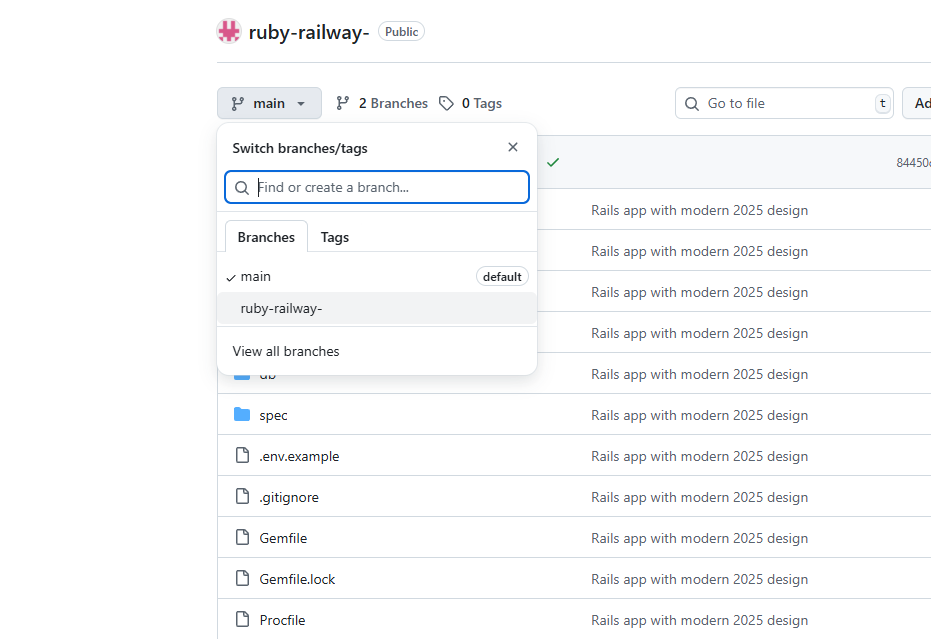 ruby-railway- Public
main 2 Branches 0 Tags Go to file t Ad
Switch branches/tags
84450
Find or create a branch...
Rails app with modern 2025 design
Branches Tags
Rails app with modern 2025 design
main default
Rails app with modern 2025 design
ruby-railway-
Rails app with modern 2025 design
View all branches
db Rails app with modern 2025 design
spec Rails app with modern 2025 design
.env.example Rails app with modern 2025 design
.gitignore Rails app with modern 2025 design
Gemfile Rails app with modern 2025 design
Gemfile.lock Rails app with modern 2025 design
Procfile Rails app with modern 2025 design